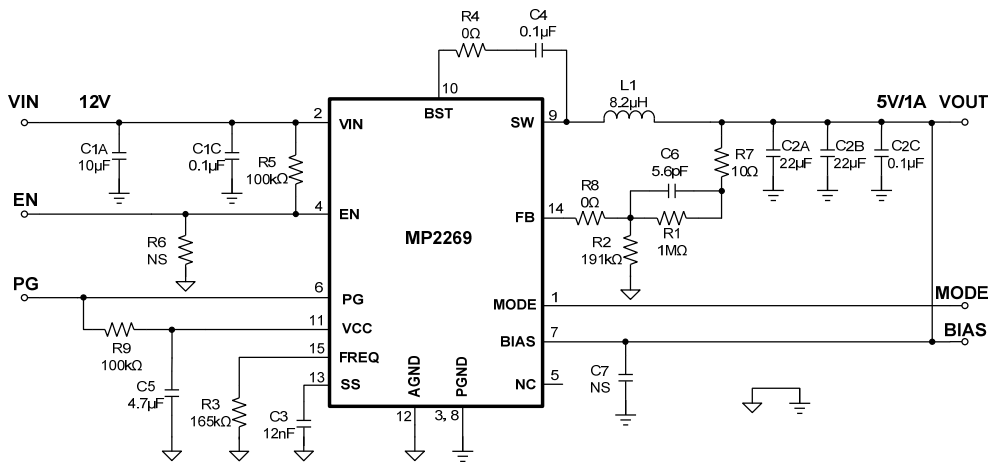 R4
0Ω
C4
0.1µF
VIN
12V
10
BST
L1
8.2µH
5V/1A
VOUT
2
VIN
SW
9
C1A
10µF
C1C
0.1µF
R5
100kΩ
C6
5.6pF
R7
10Ω
C2A
22µF
C2B
22µF
C2C
0.1µF
EN
4
EN
R8
0Ω
FB
14
MP2269
R6
NS
R2
191kΩ
R1
1MΩ
PG
6
PG
MODE
1
MODE
11
VCC
BIAS
7
BIAS
R9
100kΩ
15
FREQ
C5
4.7µF
R3
165kΩ
13
SS
C3
12nF
AGND
PGND
NC
5
C7
NS
12
3, 8